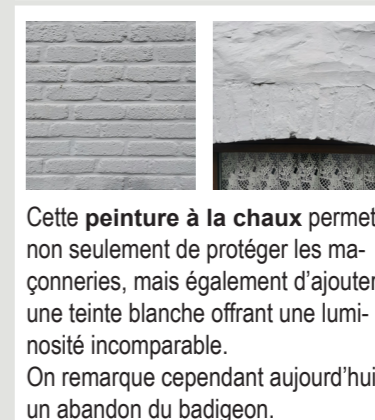 Cette peinture à la chaux permet
non seulement de protéger les ma-
çonneries, mais également d’ajouter
une teinte blanche offrant une lumi-
nosité incomparable.
On remarque cependant aujourd’hui
un abandon du badigeon.